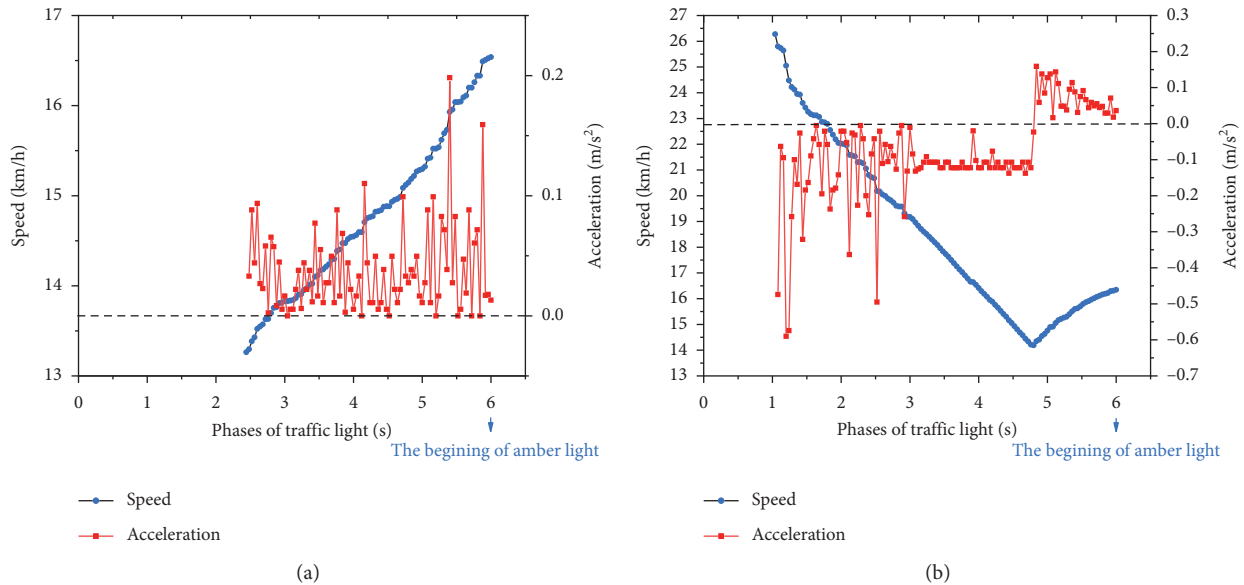 17
16
15
14
13
Speed (km/h)
0.2
0.1
0.0
Acceleration (m/s²)
0 1 2 3 4 5 6
Phases of traffic light (s)
The begining of amber light
Speed
Acceleration
(a)
27
26
25
24
23
22
21
20
19
18
17
16
15
14
13
Speed (km/h)
0.3
0.2
0.1
0.0
−0.1
−0.2
−0.3
−0.4
−0.5
−0.6
−0.7
Acceleration (m/s²)
0 1 2 3 4 5 6
Phases of traffic light (s)
The begining of amber light
Speed
Acceleration
(b)